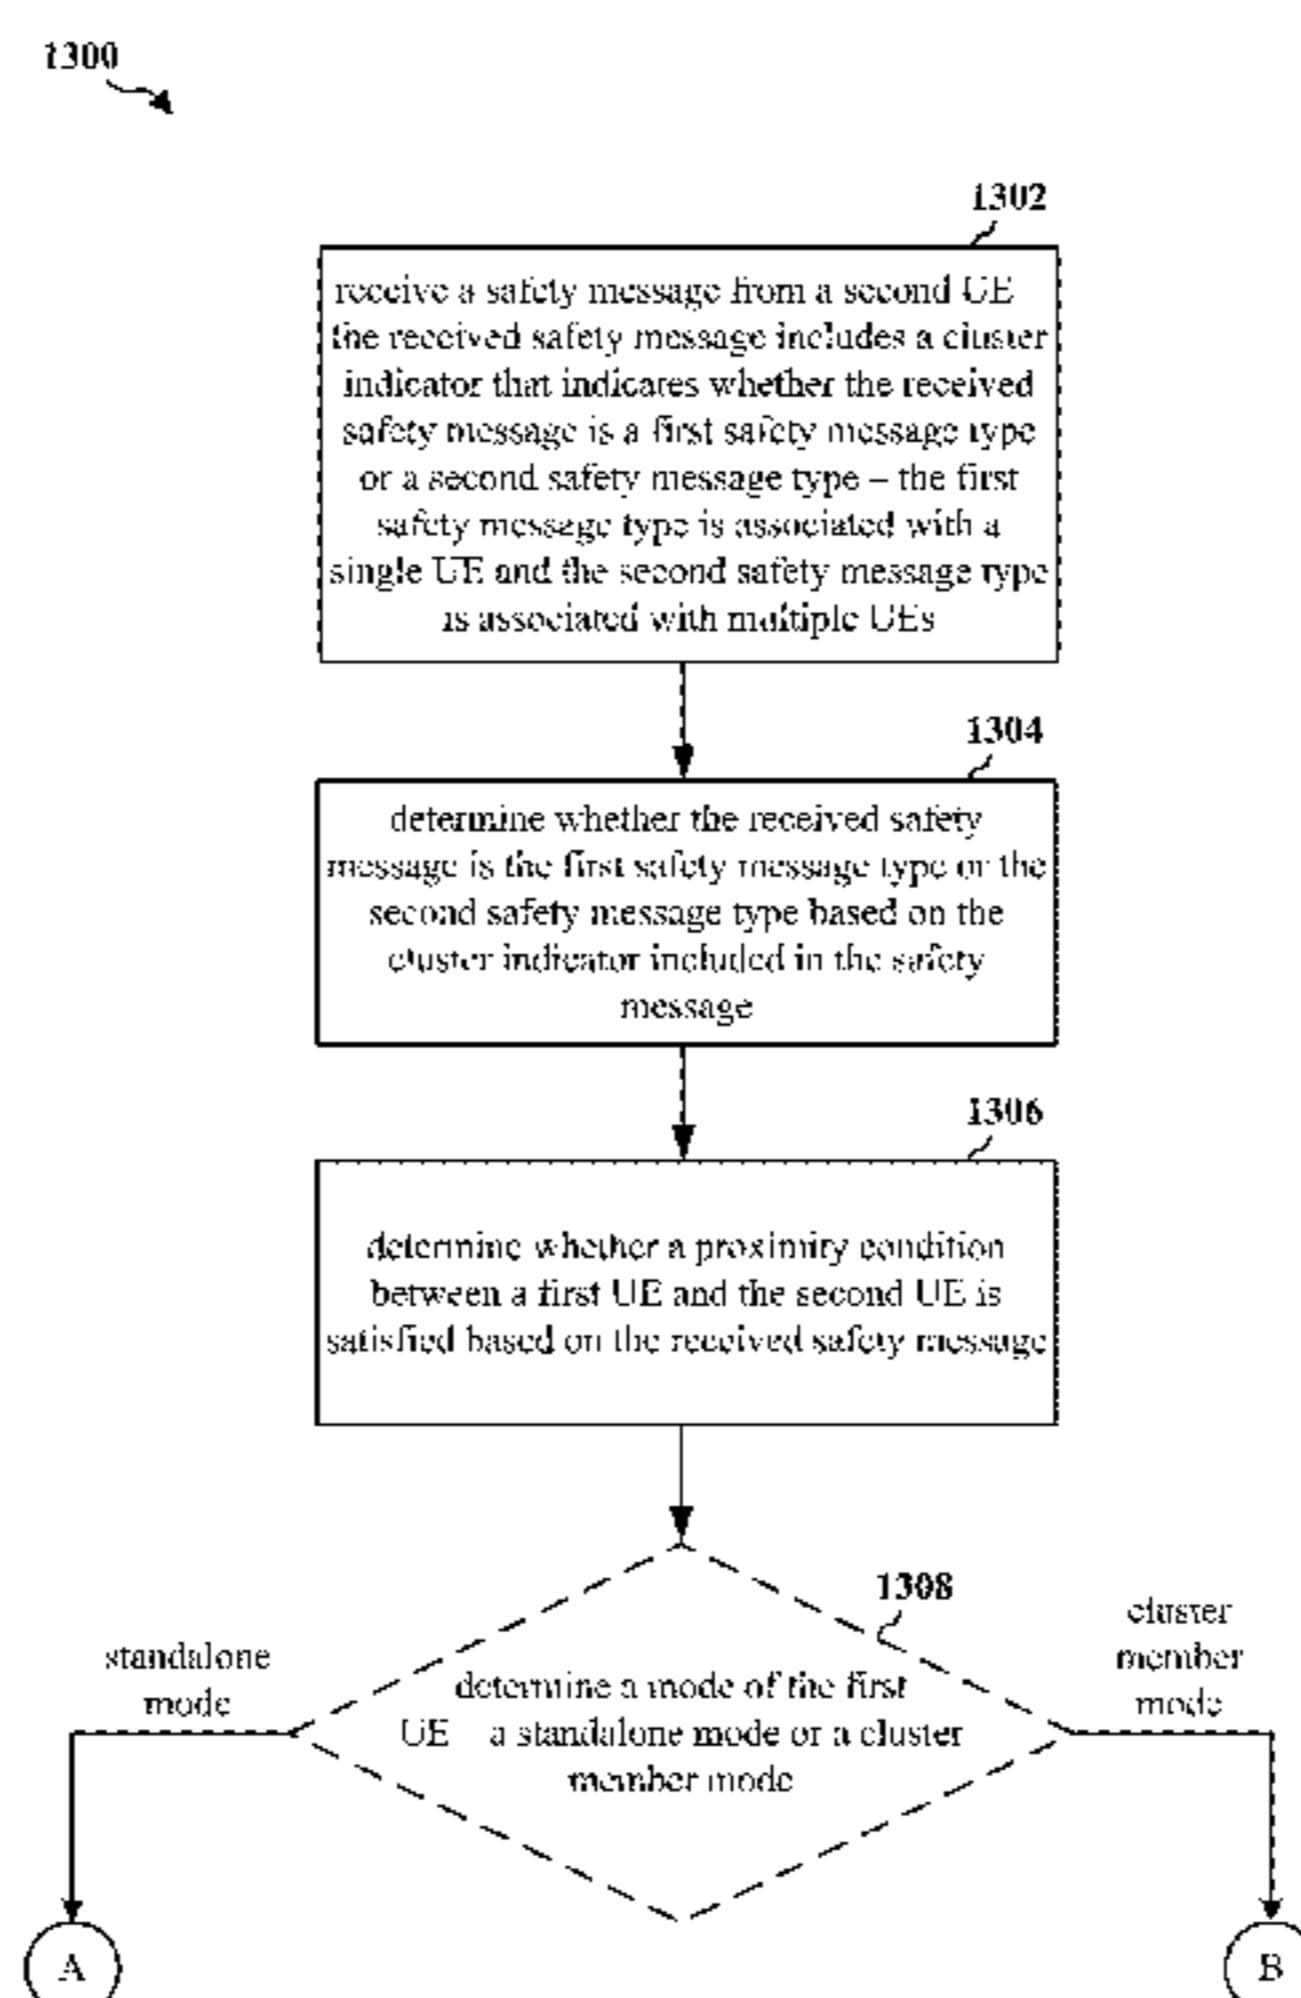 1300
1302
receive a safety message from a second UE
the received safety message includes a cluster
indicator that indicates whether the received
safety message is a first safety message type
or a second safety message type – the first
safety message type is associated with a
single UE and the second safety message type
is associated with multiple UEs
1304
determine whether the received safety
message is the first safety message type or the
second safety message type based on the
cluster indicator included in the safety
message
1306
determine whether a proximity condition
between a first UE and the second UE is
satisfied based on the received safety message
1308
standalone
mode
determine a mode of the first
UE a standalone mode or a cluster
member mode
cluster
member
mode
A
B